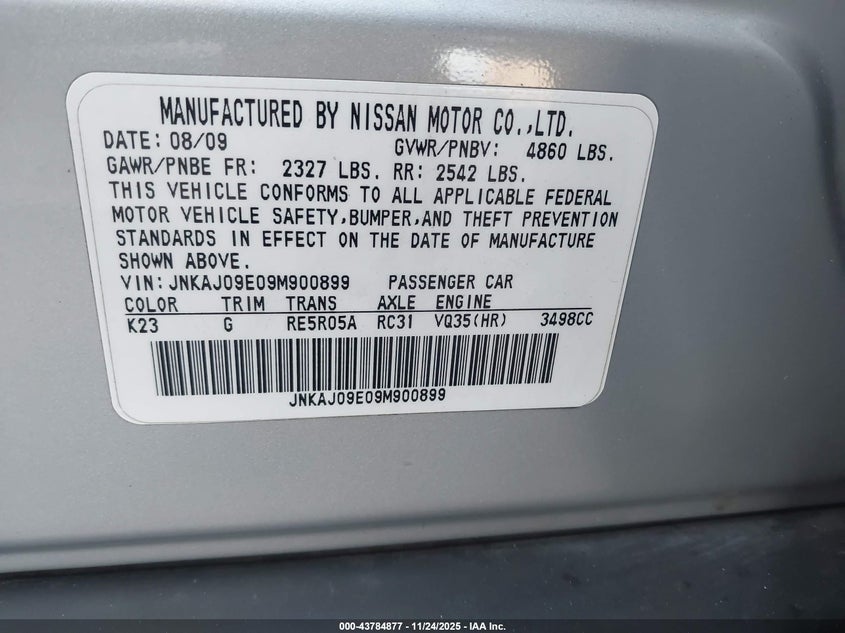 MANUFACTURED BY NISSAN MOTOR CO.,LTD.
DATE: 08/09 GVWR/PNBV: 4860 LBS.
GAWR/PNBE FR: 2327 LBS. RR: 2542 LBS.
THIS VEHICLE CONFORMS TO ALL APPLICABLE FEDERAL
MOTOR VEHICLE SAFETY,BUMPER,AND THEFT PREVENTION
STANDARDS IN EFFECT ON THE DATE OF MANUFACTURE
SHOWN ABOVE.
VIN:JNKAJ09E09M900899 PASSENGER CAR
COLOR TRIM TRANS AXLE ENGINE
K23 G RE5R05A RC31 VQ35(HR) 3498CC
JNKAJ09E09M900899
000-43784877 - 11/24/2025 - IAA Inc.